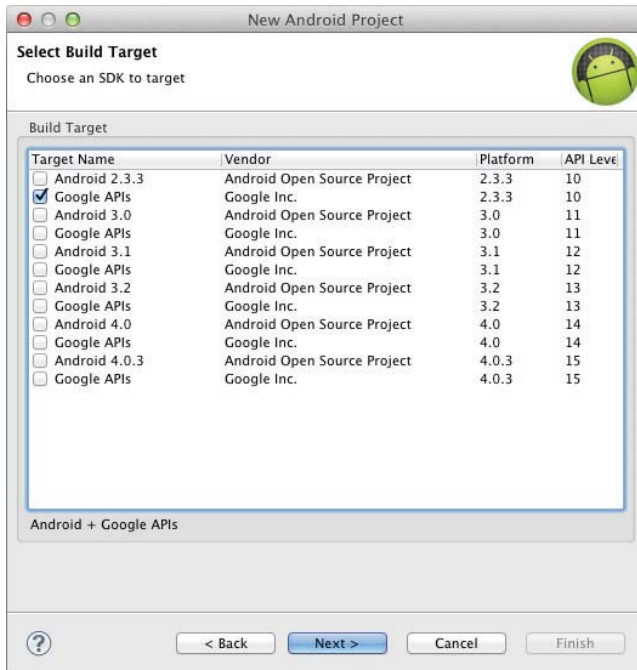 New Android Project
Select Build Target
Choose an SDK to target
Build Target
Target Name Vendor Platform API Leve
Android 2.3.3 Android Open Source Project 2.3.3 10
Google APIs Google Inc. 2.3.3 10
Android 3.0 Android Open Source Project 3.0 11
Google APIs Google Inc. 3.0 11
Android 3.1 Android Open Source Project 3.1 12
Google APIs Google Inc. 3.1 12
Android 3.2 Android Open Source Project 3.2 13
Google APIs Google Inc. 3.2 13
Android 4.0 Android Open Source Project 4.0 14
Google APIs Google Inc. 4.0 14
Android 4.0.3 Android Open Source Project 4.0.3 15
Google APIs Google Inc. 4.0.3 15
Android + Google APIs
? < Back Next > Cancel Finish